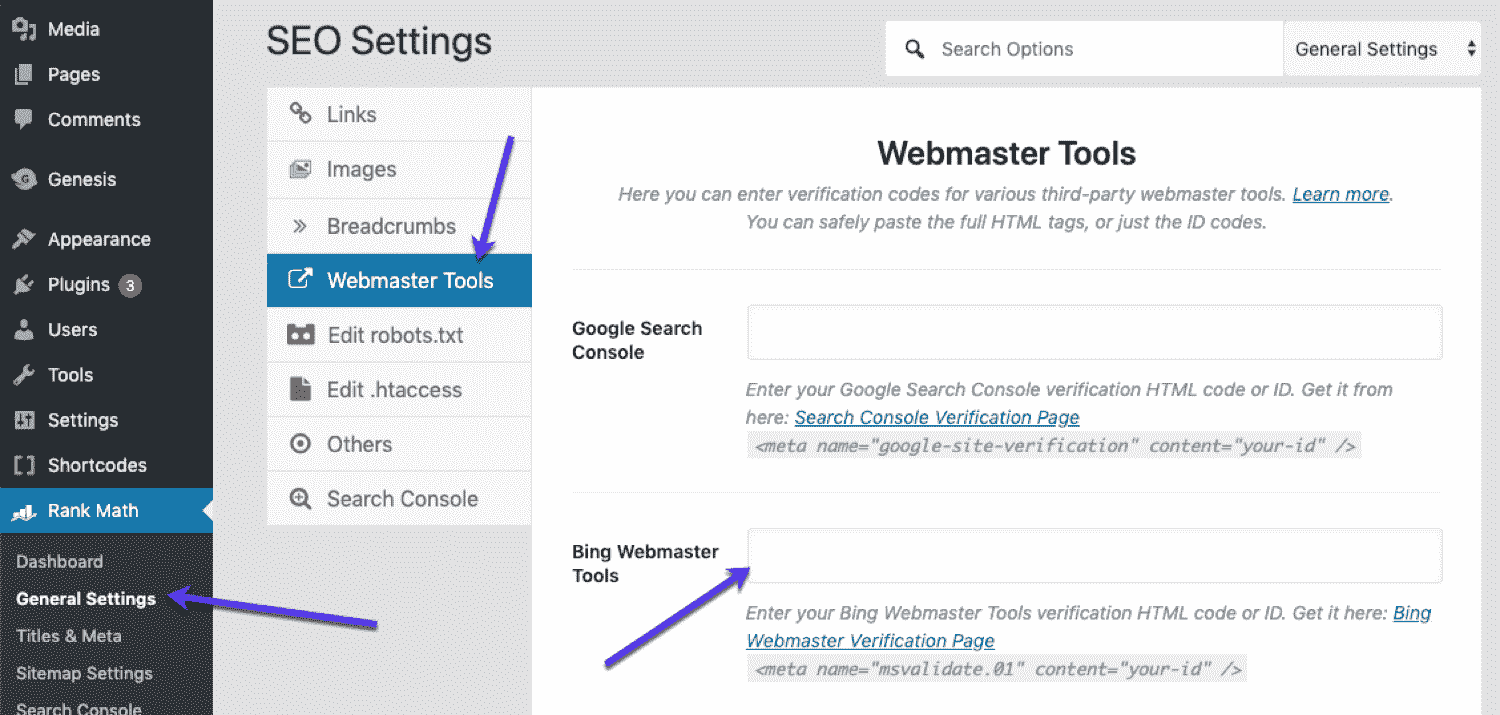 Media
Pages
Comments
Genesis
Appearance
Plugins 3
Users
Tools
Settings
Shortcodes
Rank Math
Dashboard
General Settings
Titles & Meta
Sitemap Settings
Search Console
SEO Settings
Search Options
General Settings
Links
Images
Breadcrumbs
Webmaster Tools
Edit robots.txt
Edit .htaccess
Others
Search Console
Webmaster Tools
Here you can enter verification codes for various third-party webmaster tools. Learn more.
You can safely paste the full HTML tags, or just the ID codes.
Google Search
Console
Enter your Google Search Console verification HTML code or ID. Get it from
here: Search Console Verification Page
<meta name="google-site-verification" content="your-id" />
Bing Webmaster
Tools
Enter your Bing Webmaster Tools verification HTML code or ID. Get it here: Bing
Webmaster Verification Page
<meta name="msvalidate.01" content="your-id" />